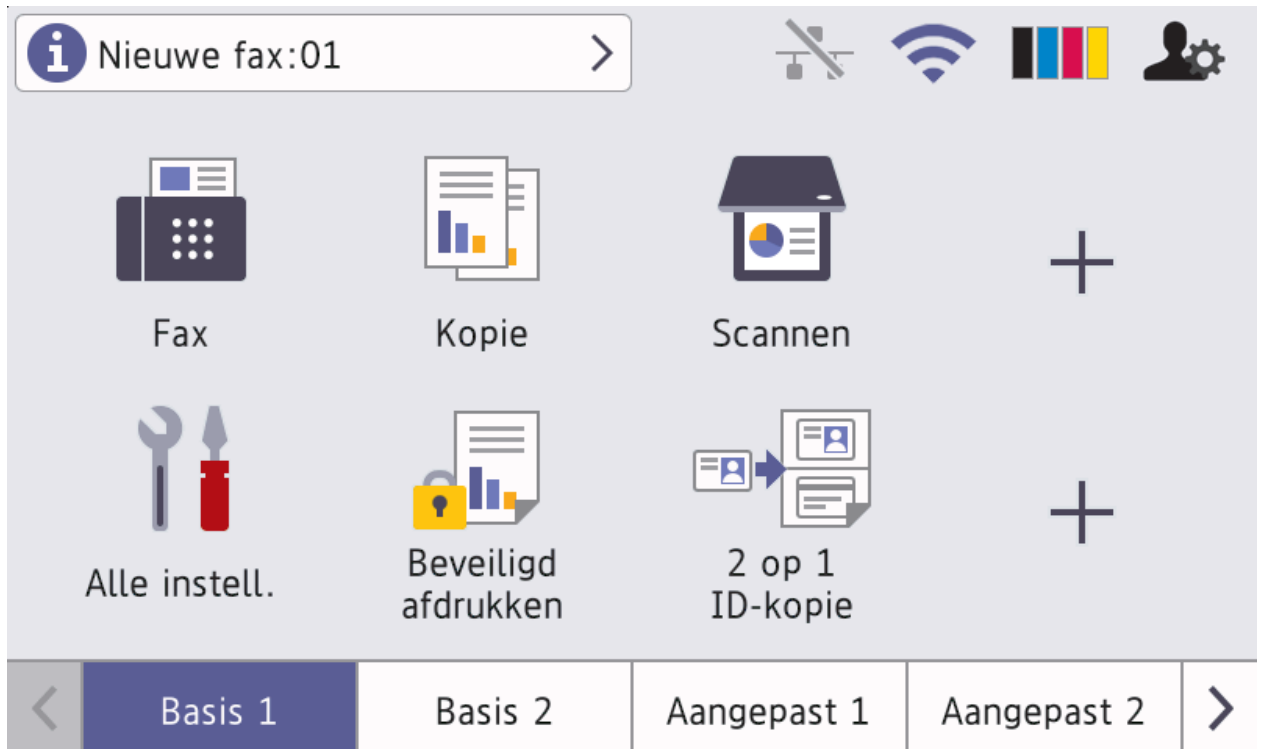 Nieuwe fax:01
Fax
Kopie
Scannen
Alle instell.
Beveiligd
afdrukken
2 op 1
ID-kopie
Basis 1
Basis 2
Aangepast 1
Aangepast 2